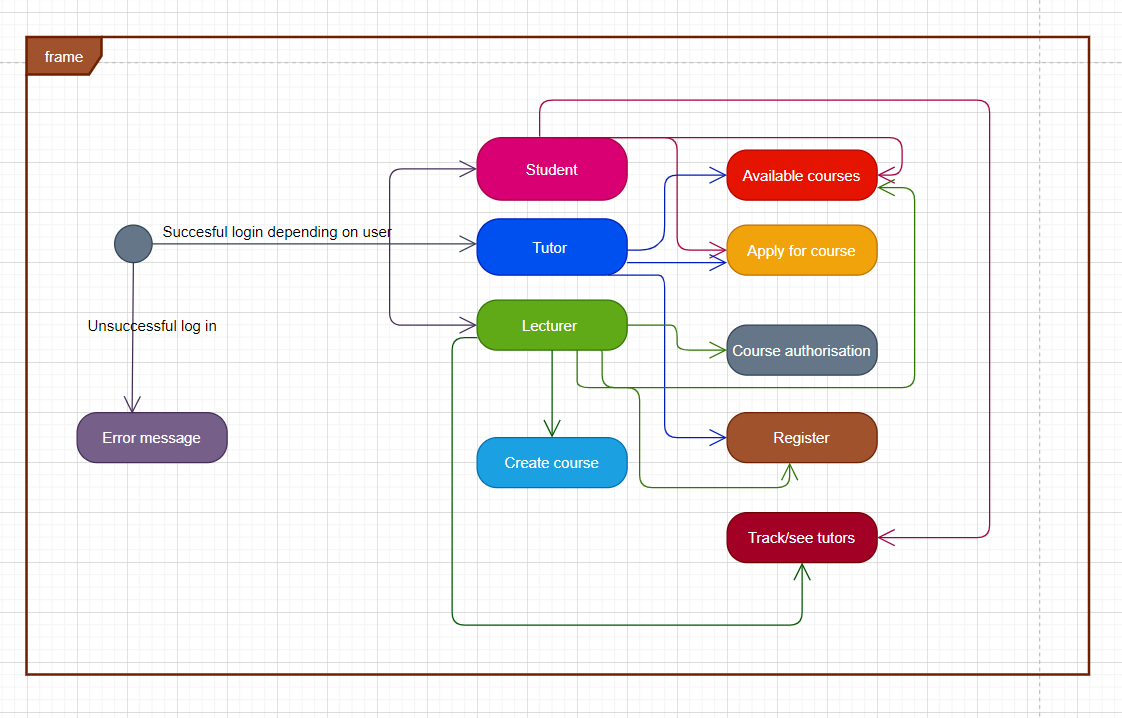 frame
Student
Available courses
Succesful login depending on user
Tutor
Apply for course
Unsuccessful log in
Lecturer
Course authorisation
Error message
Register
Create course
Track/see tutors